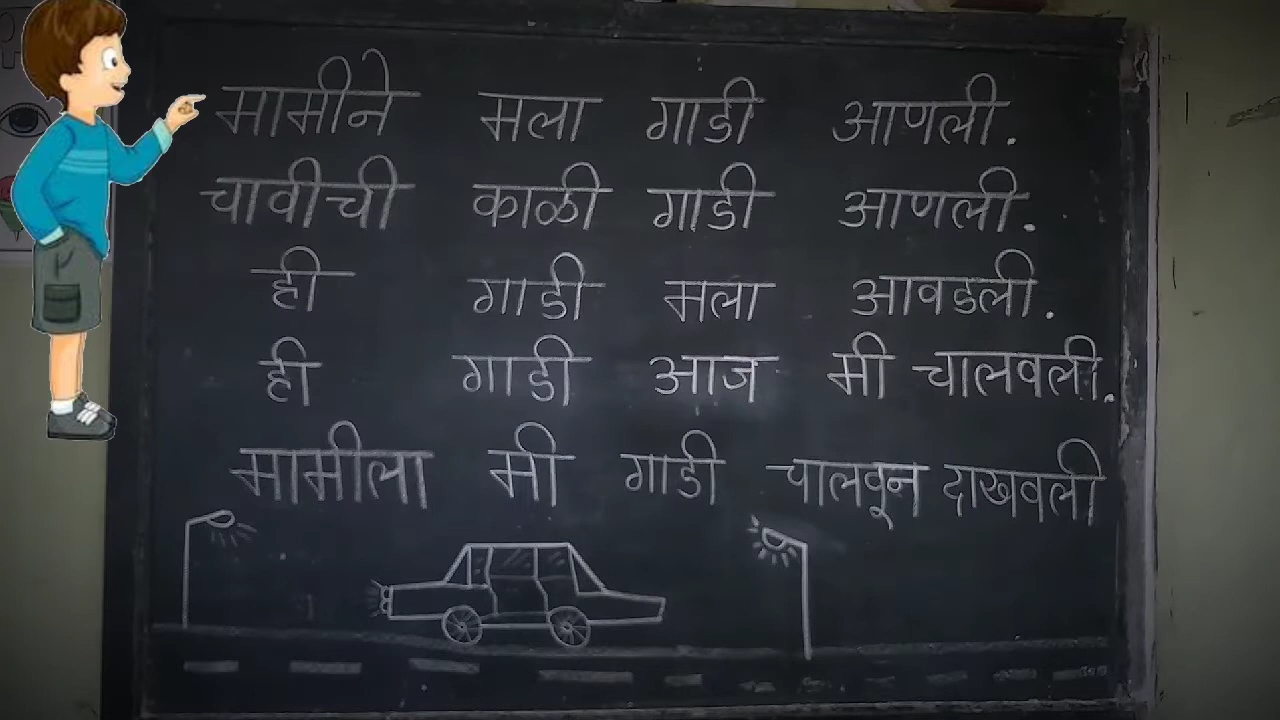 मामीने मला गाडी आणली.
चावीची काळी गाडी आणली.
ही गाडी मला आवडली.
ही गाडी आज मी चालवली.
मामीला मी गाडी चालवून दाखवली